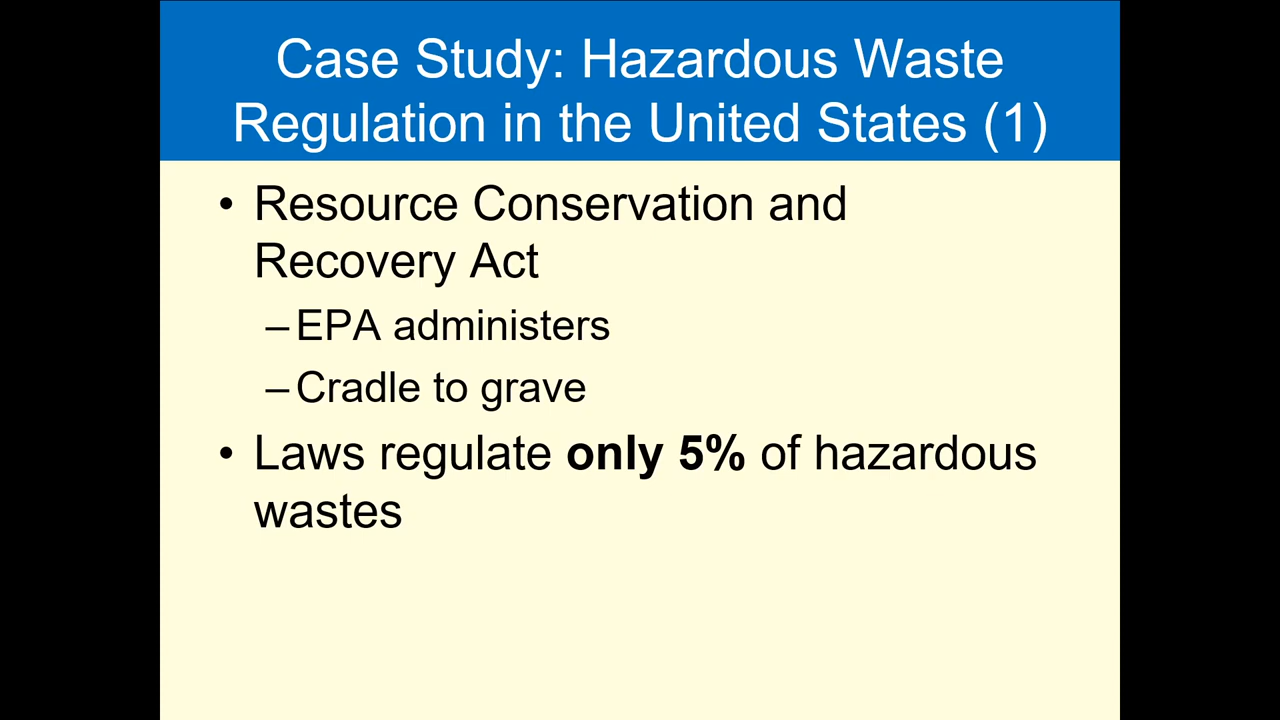 Case Study: Hazardous Waste
Regulation in the United States (1)
• Resource Conservation and
Recovery Act
– EPA administers
– Cradle to grave
• Laws regulate only 5% of hazardous
wastes